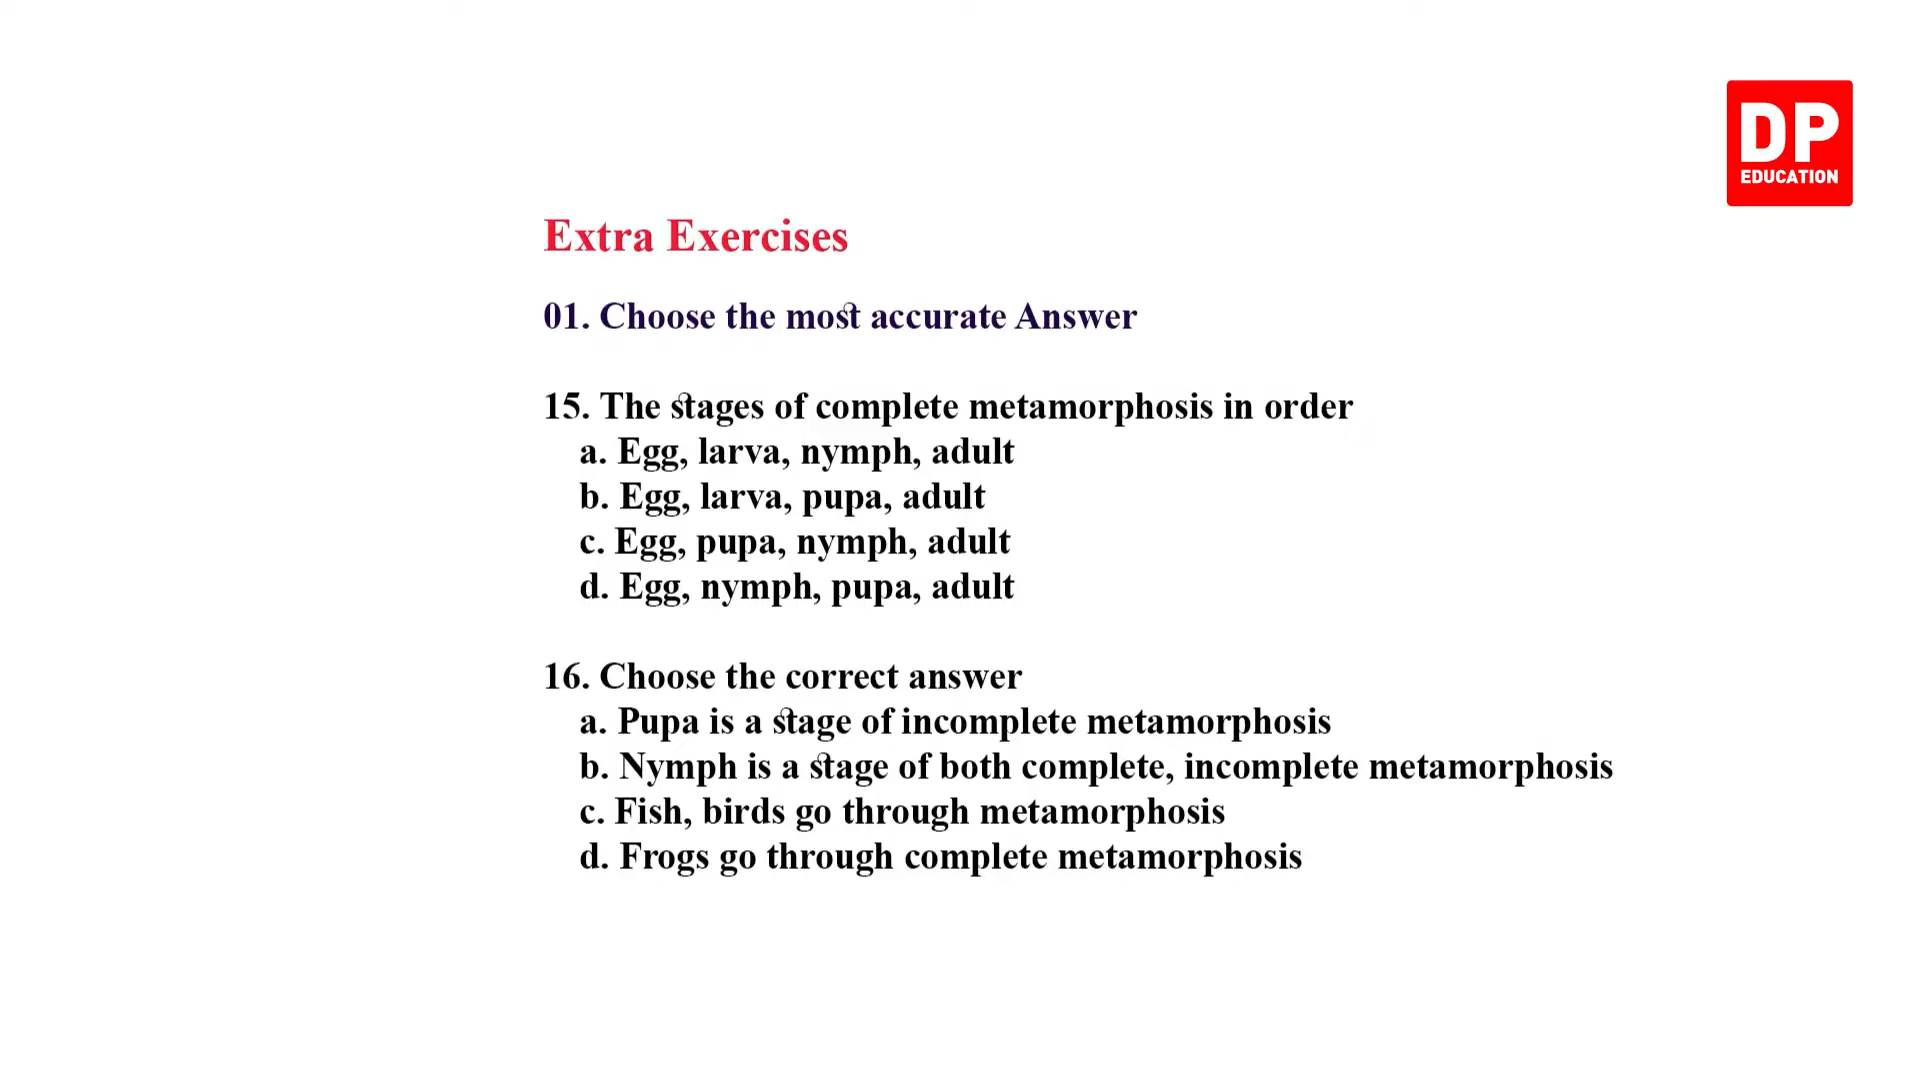 DP
EDUCATION
Extra Exercises
01. Choose the most accurate Answer
15. The stages of complete metamorphosis in order
a. Egg, larva, nymph, adult
b. Egg, larva, pupa, adult
c. Egg, pupa, nymph, adult
d. Egg, nymph, pupa, adult
16. Choose the correct answer
a. Pupa is a stage of incomplete metamorphosis
b. Nymph is a stage of both complete, incomplete metamorphosis
c. Fish, birds go through metamorphosis
d. Frogs go through complete metamorphosis